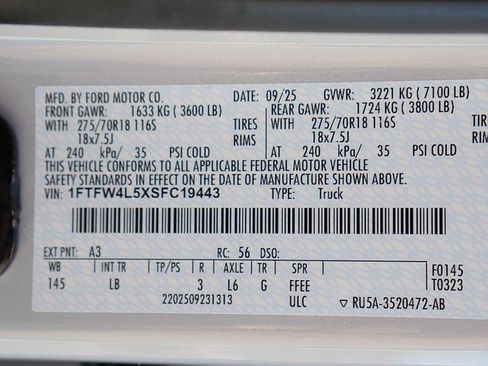 MFD. BY FORD MOTOR CO. DATE: 09/25 GVWR: 3221 KG (7100 LB)
FRONT GAWR: 1633 KG (3600 LB) REAR GAWR: 1724 KG (3800 LB)
WITH 275/70R18 116S TIRES WITH 275/70R18 116S TIRE
18x7.5J RIMS 18x7.5J RIMS
AT 240 kPa/ 35 PSI COLD AT 240 kPa/ 35 PSI COLD
THIS VEHICLE CONFORMS TO ALL APPLICABLE FEDERAL MOTOR VEHICLE
SAFETY STANDARDS IN EFFECT ON THE DATE OF MANUFACTURE SHOWN ABOVE.
VIN: 1FTFW4L5XSFC19443 TYPE: Truck
EXT PNT: A3 RC: 56 DSO:
WB INT TR TP/PS R AXLE TR SPR F0145
145 LB 3 L6 G FFEE T0323
2202509231313 ULC ▽ RU5A-3520472-AB